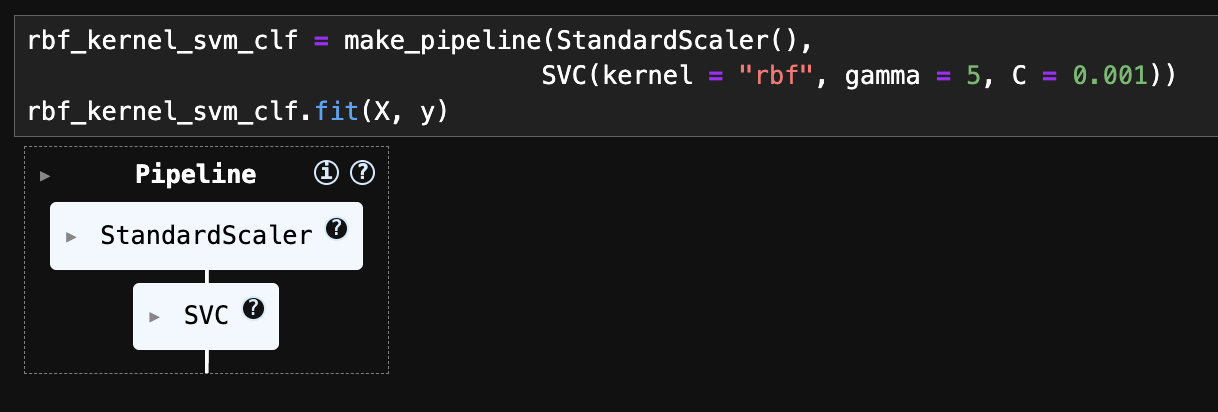 rbf_kernel_svm_clf = make_pipeline(StandardScaler(),
                                   SVC(kernel = "rbf", gamma = 5, C = 0.001))
rbf_kernel_svm_clf.fit(X, y)
▶ Pipeline i ?
▶ StandardScaler ?
▶ SVC ?